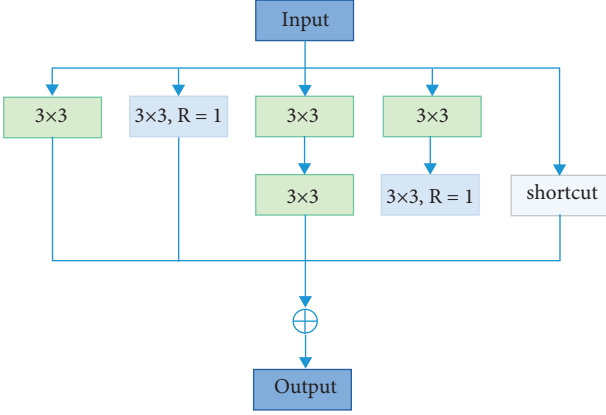 Input
3×3
3×3, R = 1
3×3
3×3
3×3
3×3, R = 1
shortcut
Output